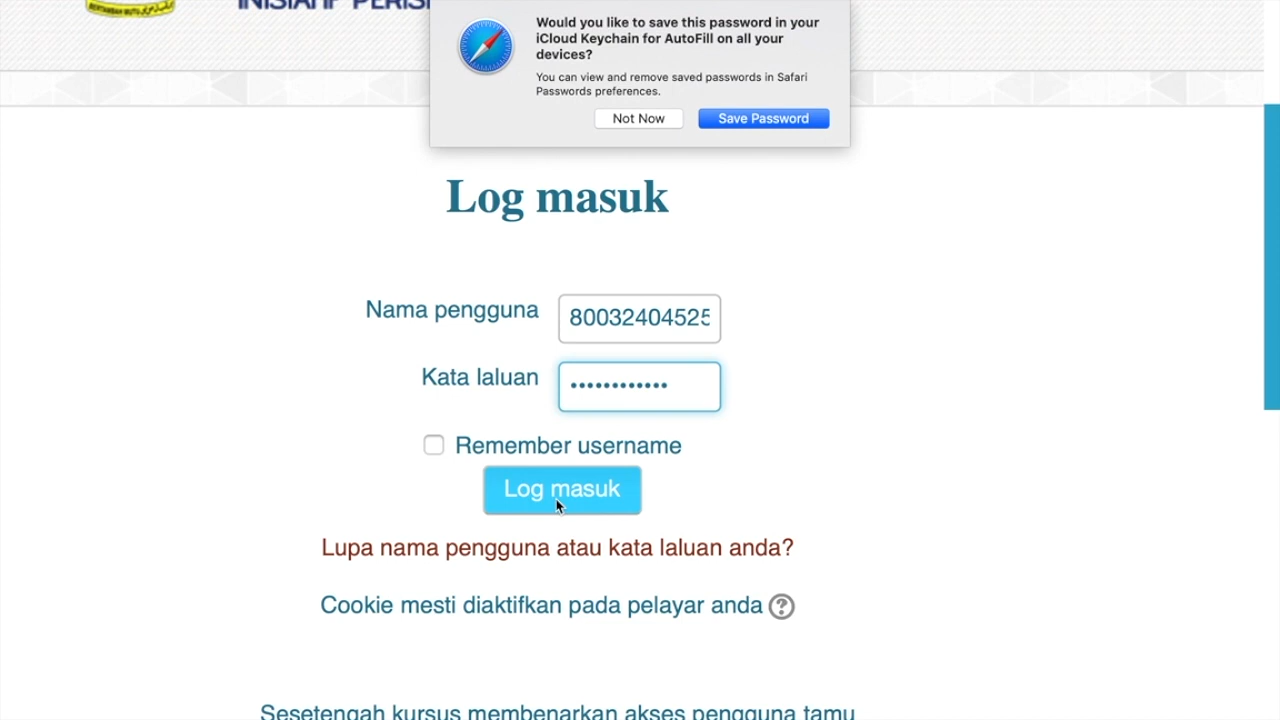 INISIATIF PERIS
Would you like to save this password in your
iCloud Keychain for AutoFill on all your
devices?
You can view and remove saved passwords in Safari
Passwords preferences.
Not Now
Save Password
Log masuk
Nama pengguna
80032404525
Kata laluan
••••••••••••
Remember username
Log masuk
Lupa nama pengguna atau kata laluan anda?
Cookie mesti diaktifkan pada pelayar anda
?
Sesetengah kursus membenarkan akses pengguna tamu